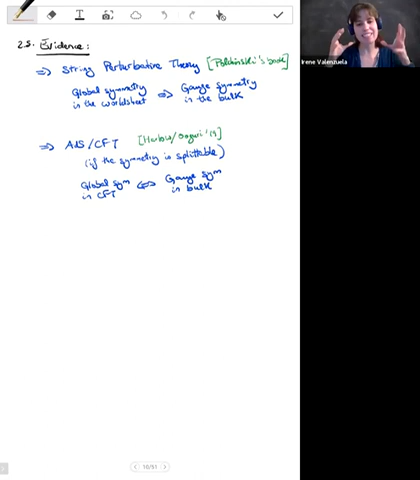 2.5. Evidence:
⇒ String Perturbative Theory [Polchinski's book]
Global symmetry in the worldsheet ⇒ Gauge symmetry in the bulk
⇒ AdS/CFT [Harlow/Ooguri '19]
(if the symmetry is splittable)
Global sym in CFT ⇔ Gauge sym in bulk
Irene Valenzuela
10/51